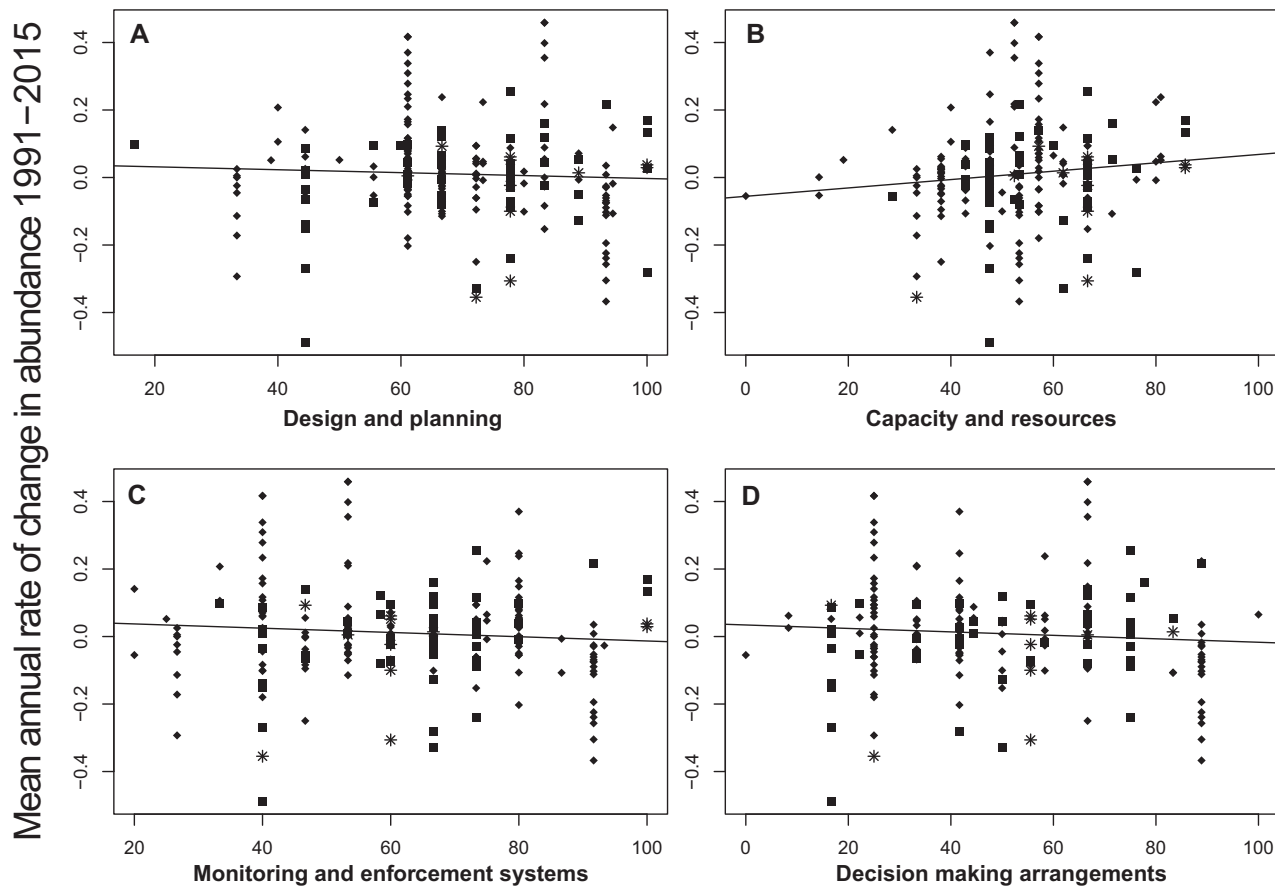 Mean annual rate of change in abundance 1991−2015
A
0.4
0.2
0.0
−0.2
−0.4
20 40 60 80 100
Design and planning
B
0.4
0.2
0.0
−0.2
−0.4
0 20 40 60 80 100
Capacity and resources
C
0.4
0.2
0.0
−0.2
−0.4
20 40 60 80 100
Monitoring and enforcement systems
D
0.4
0.2
0.0
−0.2
−0.4
0 20 40 60 80 100
Decision making arrangements